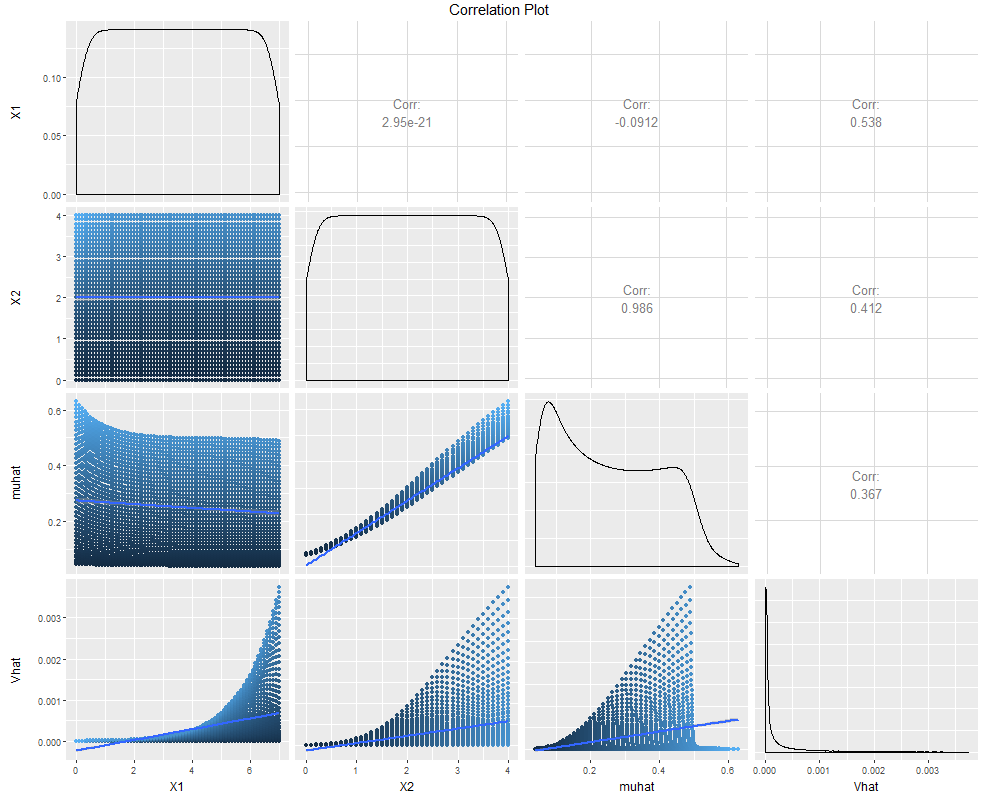 Correlation Plot
X1
0.10
0.05
0.00
Corr:
2.95e-21
Corr:
-0.0912
Corr:
0.538
X2
4
3
2
1
0
Corr:
0.986
Corr:
0.412
muhat
0.6
0.4
0.2
Corr:
0.367
Vhat
0.003
0.002
0.001
0.000
0 2 4 6
0 1 2 3 4
0.2 0.4 0.6
0.000 0.001 0.002 0.003
X1 X2 muhat Vhat